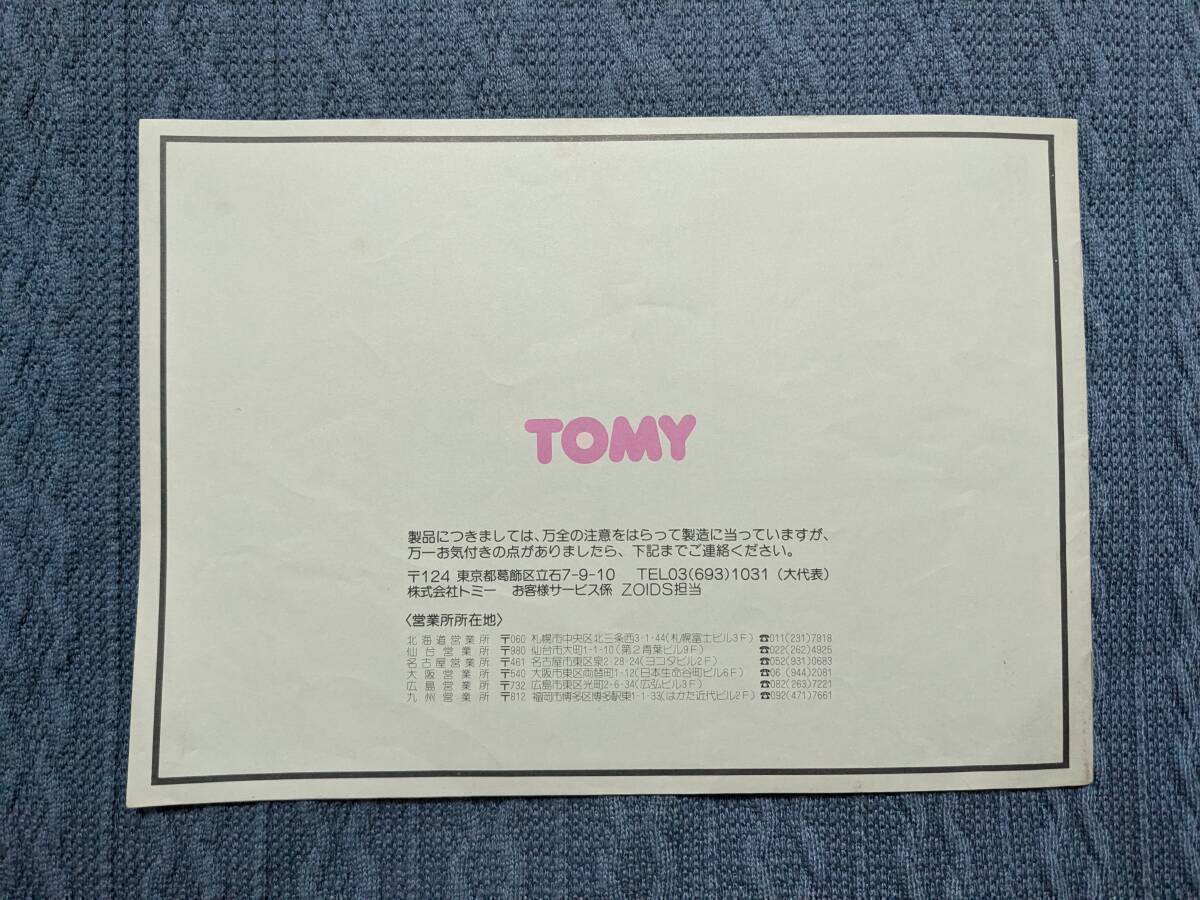 TOMY
製品につきましては、万全の注意をはらって製造に当っていますが、
万一お気付きの点がありましたら、下記までご連絡ください。
〒124 東京都葛飾区立石7-9-10 TEL03(693)1031(大代表)
株式会社トミー お客様サービス係 ZOIDS担当
〈営業所所在地〉
北海道営業所 〒060 札幌市中央区北三条西3-1-44(札幌富士ビル3F) ☎011(231)7818
仙台営業所 〒980 仙台市大町1-1-10(第2青葉ビル9F) ☎022(262)4925
名古屋営業所 〒461 名古屋市東区泉2-28-24(ヨコタビル2F) ☎052(931)0683
大阪営業所 〒540 大阪市東区両替町1-12(日本生命谷町ビル6F) ☎06(944)2081
広島営業所 〒732 広島市東区光町2-6-34(広弘ビル3F) ☎082(263)7221
九州営業所 〒812 福岡市博多区博多駅東1-1-33(はかた近代ビル2F) ☎092(471)7661